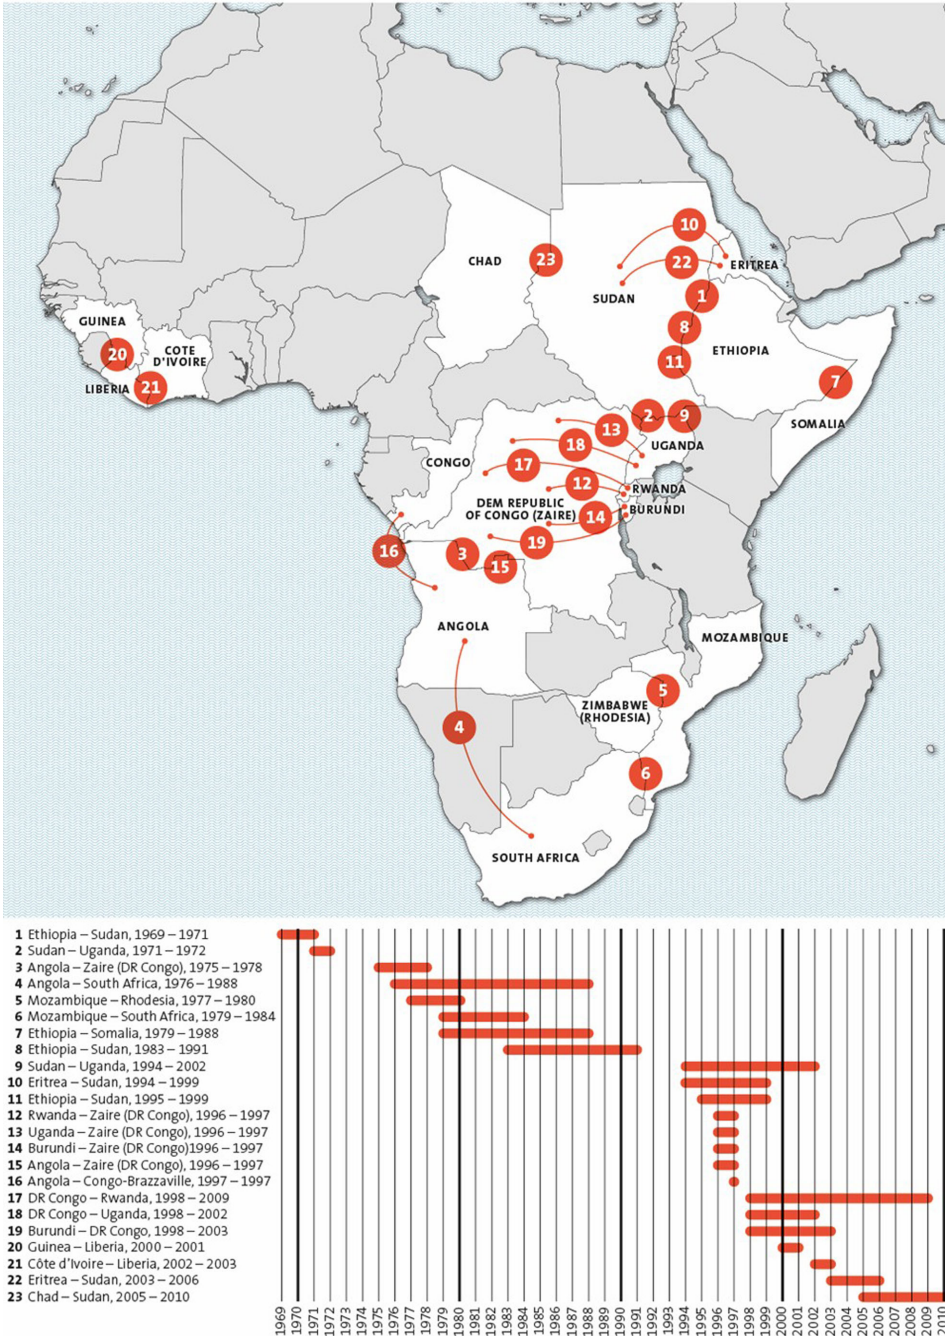 10
23
CHAD
22
ERITREA
SUDAN
1
GUINEA
8
20
COTE
D'IVOIRE
ETHIOPIA
11
LIBERIA
21
7
2
9
SOMALIA
13
18
UGANDA
CONGO
17
12
RWANDA
DEM REPUBLIC
OF CONGO (ZAIRE)
14
BURUNDI
19
16
3
15
ANGOLA
MOZAMBIQUE
5
ZIMBABWE
(RHODESIA)
4
6
SOUTH AFRICA
1 Ethiopia – Sudan, 1969 – 1971
2 Sudan – Uganda, 1971 – 1972
3 Angola – Zaire (DR Congo), 1975 – 1978
4 Angola – South Africa, 1976 – 1988
5 Mozambique – Rhodesia, 1977 – 1980
6 Mozambique – South Africa, 1979 – 1984
7 Ethiopia – Somalia, 1979 – 1988
8 Ethiopia – Sudan, 1983 – 1991
9 Sudan – Uganda, 1994 – 2002
10 Eritrea – Sudan, 1994 – 1999
11 Ethiopia – Sudan, 1995 – 1999
12 Rwanda – Zaire (DR Congo), 1996 – 1997
13 Uganda – Zaire (DR Congo), 1996 – 1997
14 Burundi – Zaire (DR Congo)1996 – 1997
15 Angola – Zaire (DR Congo), 1996 – 1997
16 Angola – Congo-Brazzaville, 1997 – 1997
17 DR Congo – Rwanda, 1998 – 2009
18 DR Congo – Uganda, 1998 – 2002
19 Burundi – DR Congo, 1998 – 2003
20 Guinea – Liberia, 2000 – 2001
21 Côte d'Ivoire – Liberia, 2002 – 2003
22 Eritrea – Sudan, 2003 – 2006
23 Chad – Sudan, 2005 – 2010
1969 1970 1971 1972 1973 1974 1975 1976 1977 1978 1979 1980 1981 1982 1983 1984 1985 1986 1987 1988 1989 1990 1991 1992 1993 1994 1995 1996 1997 1998 1999 2000 2001 2002 2003 2004 2005 2006 2007 2008 2009 2010